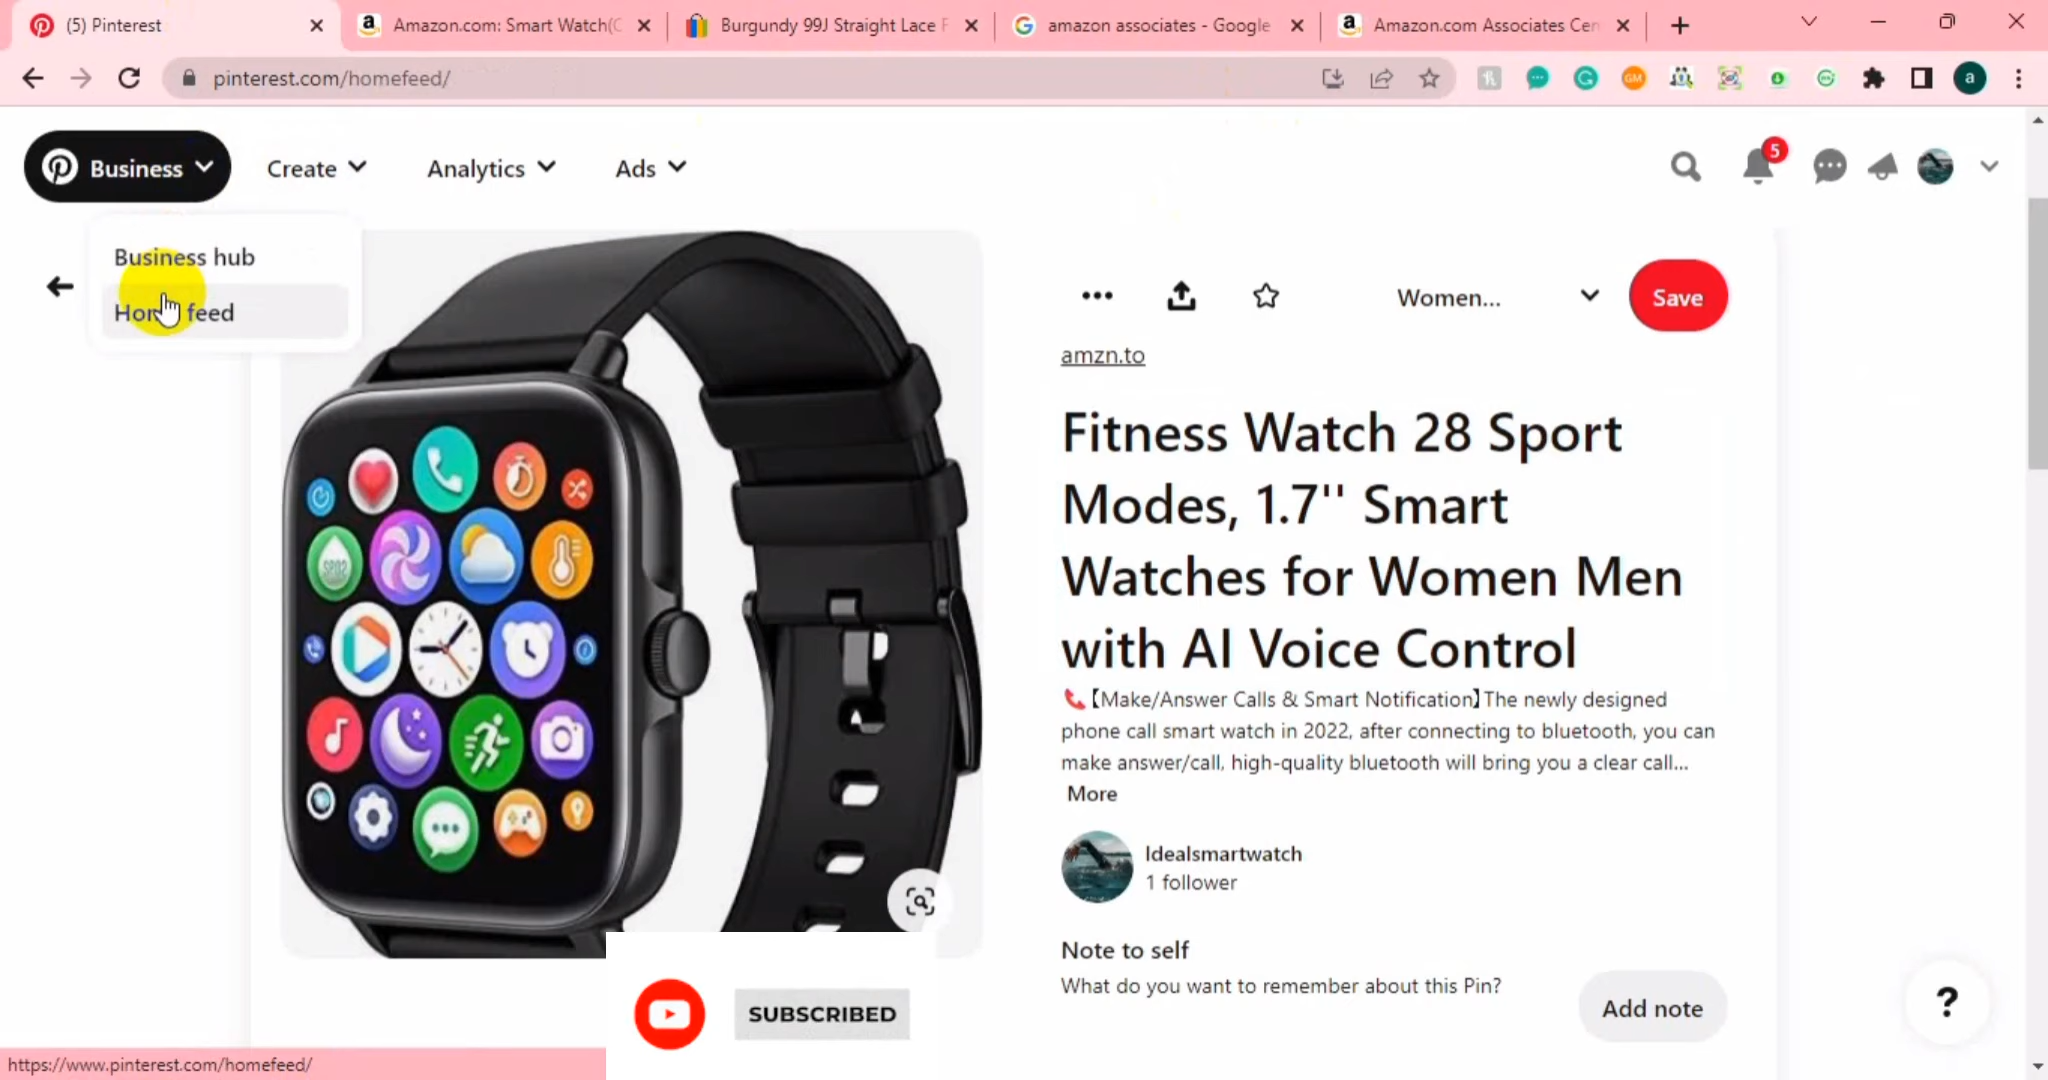 (5) Pinterest
Amazon.com: Smart Watch(C
Burgundy 99J Straight Lace F
amazon associates - Google
Amazon.com Associates Cen
pinterest.com/homefeed/
GM
a
Business
Create
Analytics
Ads
5
Business hub
Home feed
Women...
Save
amzn.to
Fitness Watch 28 Sport
Modes, 1.7'' Smart
Watches for Women Men
with AI Voice Control
📞【Make/Answer Calls & Smart Notification】The newly designed
phone call smart watch in 2022, after connecting to bluetooth, you can
make answer/call, high-quality bluetooth will bring you a clear call...
More
Idealsmartwatch
1 follower
Note to self
What do you want to remember about this Pin?
Add note
?
SPO2
SUBSCRIBED
https://www.pinterest.com/homefeed/